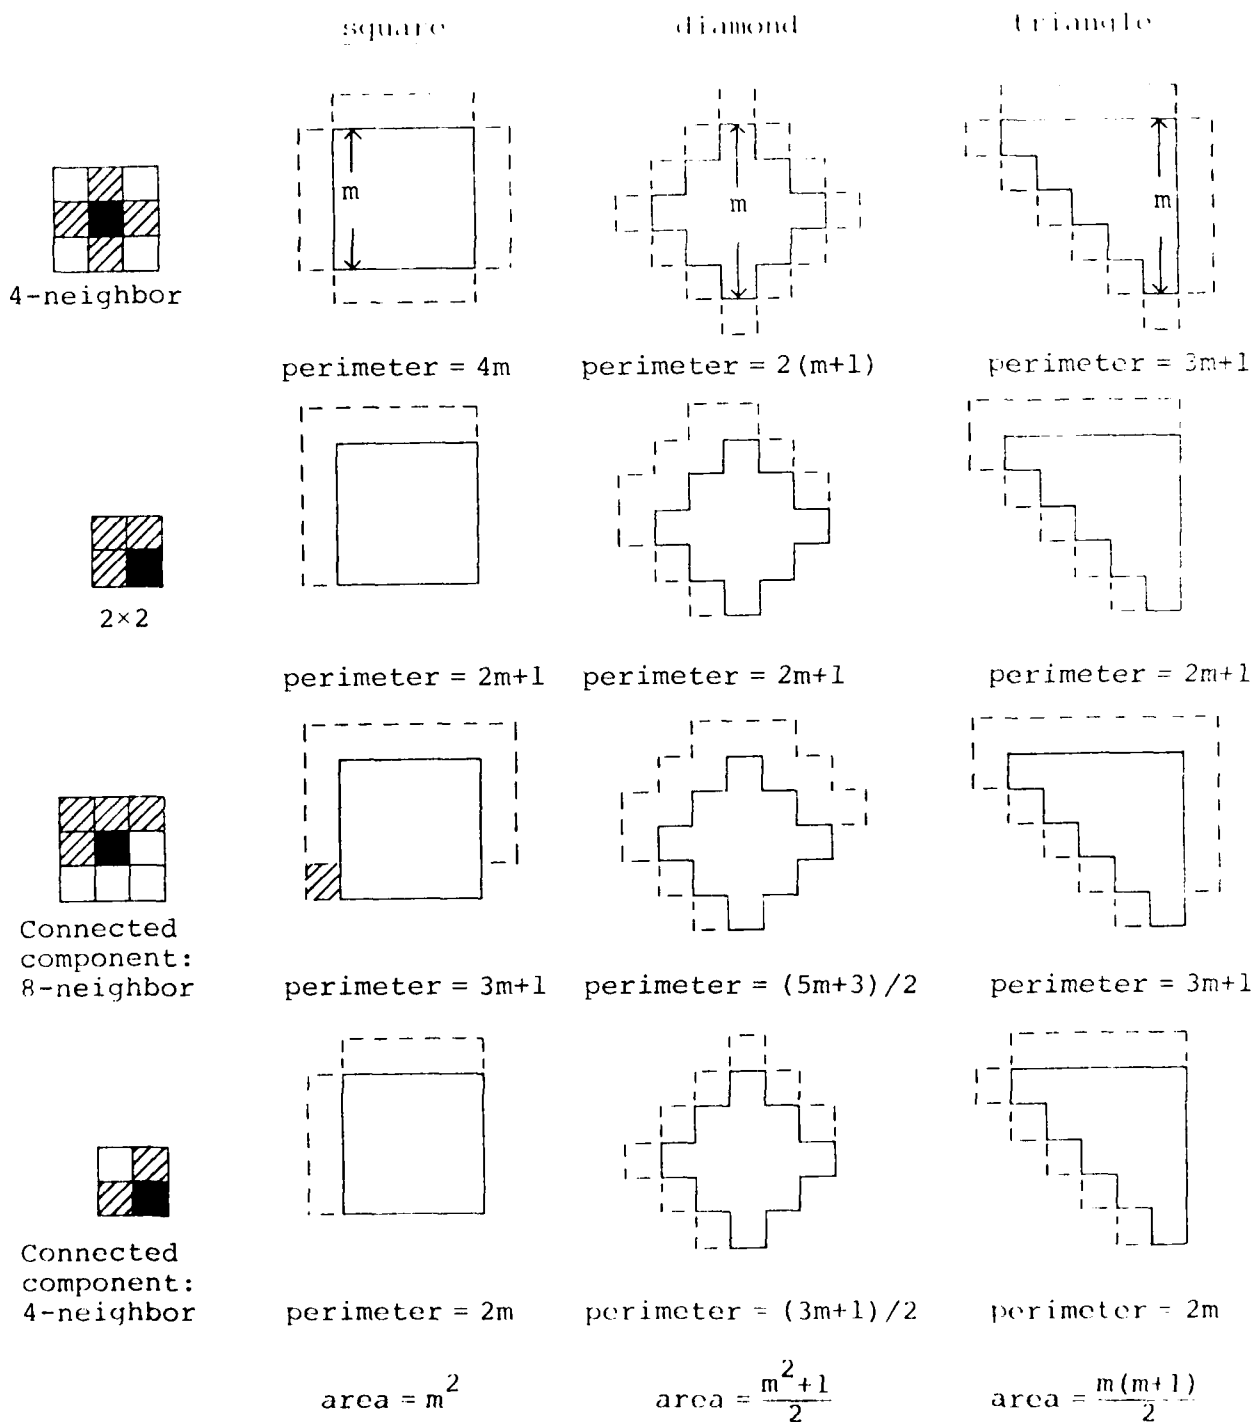 square diamond triangle
m m m
4-neighbor
perimeter = 4m perimeter = 2(m+1) perimeter = 3m+1
2×2
perimeter = 2m+1 perimeter = 2m+1 perimeter = 2m+1
Connected
component:
8-neighbor perimeter = 3m+1 perimeter = (5m+3)/2 perimeter = 3m+1
Connected
component:
4-neighbor perimeter = 2m perimeter = (3m+1)/2 perimeter = 2m
area = m² area = (m²+1)/2 area = m(m+1)/2